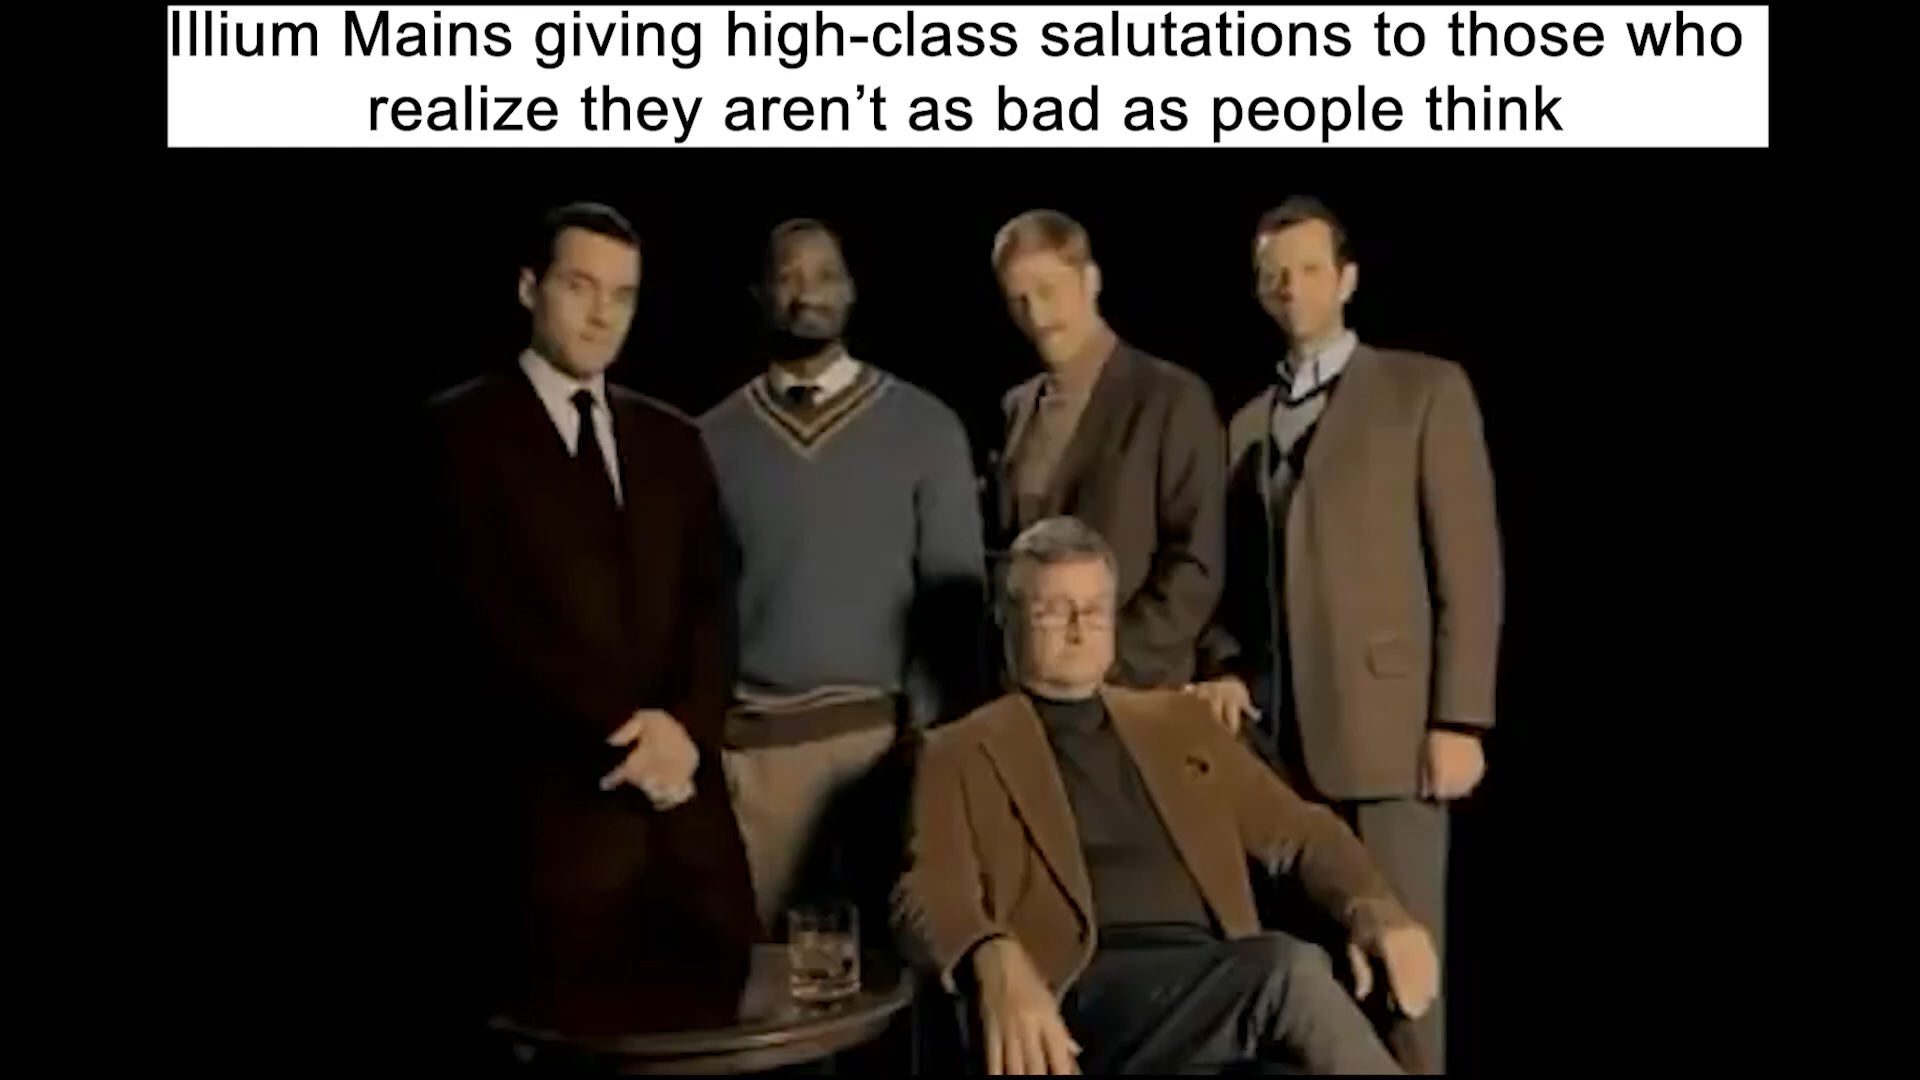 Illium Mains giving high-class salutations to those who
realize they aren’t as bad as people think